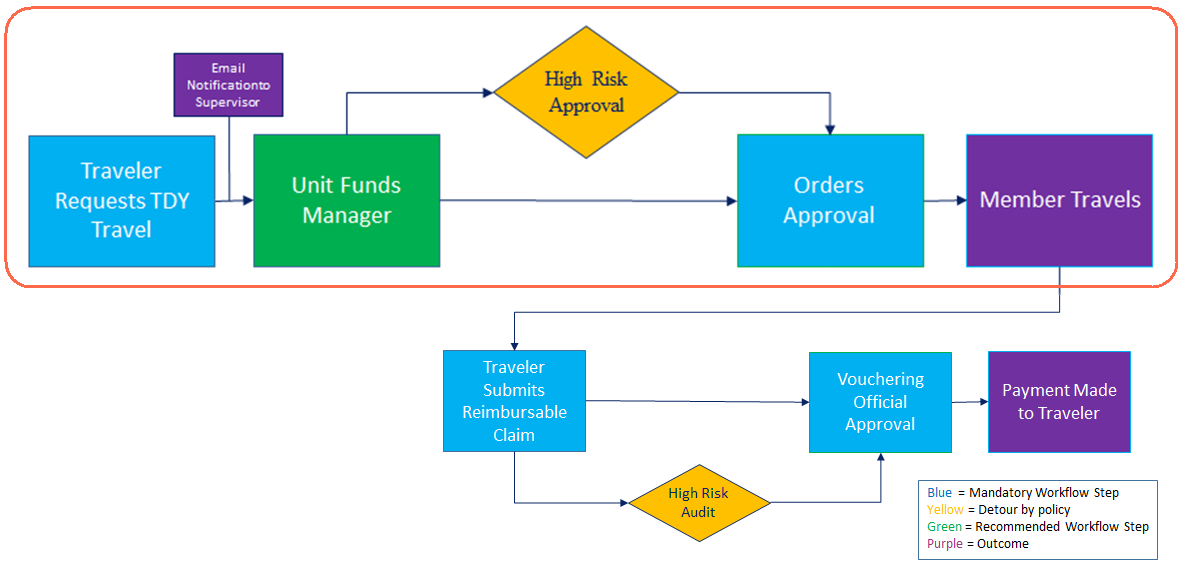 Email
Notificationto
Supervisor
High Risk
Approval
Traveler
Requests TDY
Travel
Unit Funds
Manager
Orders
Approval
Member Travels
Traveler
Submits
Reimbursable
Claim
Vouchering
Official
Approval
Payment Made
to Traveler
High Risk
Audit
Blue = Mandatory Workflow Step
Yellow = Detour by policy
Green = Recommended Workflow Step
Purple = Outcome